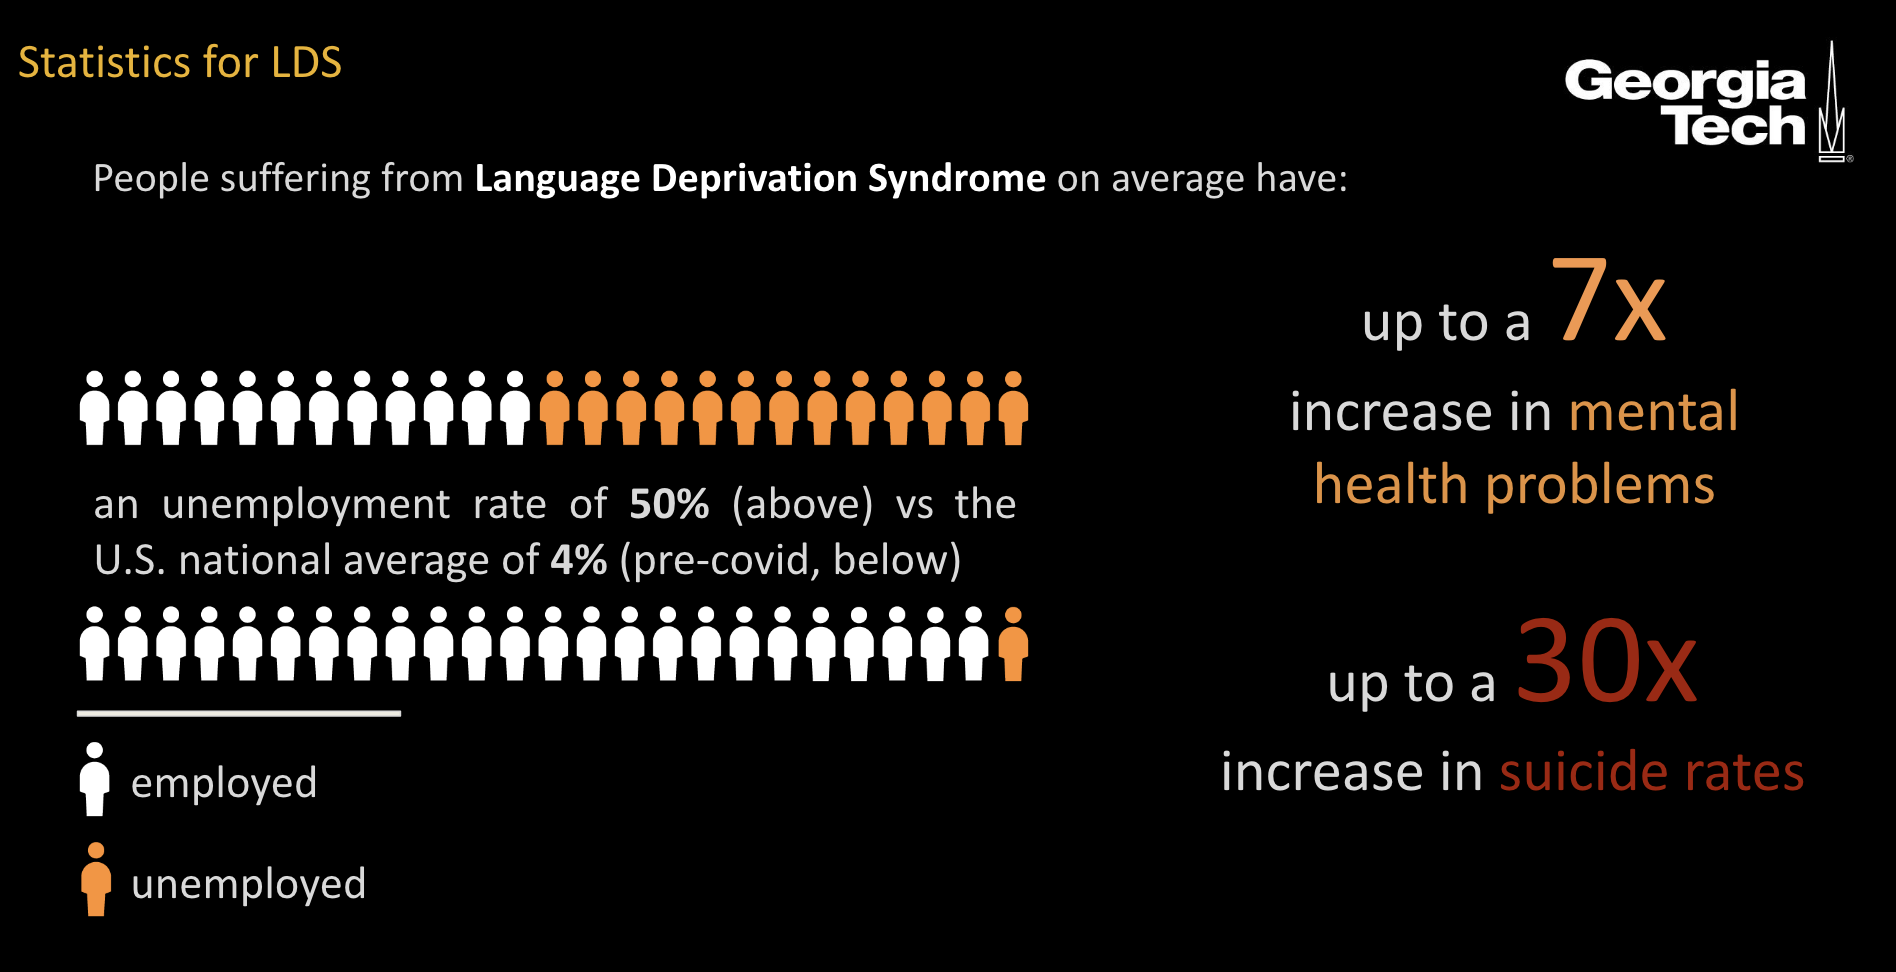 Statistics for LDS
Georgia
Tech
®
People suffering from Language Deprivation Syndrome on average have:
up to a 7x
increase in mental
health problems
an unemployment rate of 50% (above) vs the
U.S. national average of 4% (pre-covid, below)
up to a 30x
increase in suicide rates
employed
unemployed